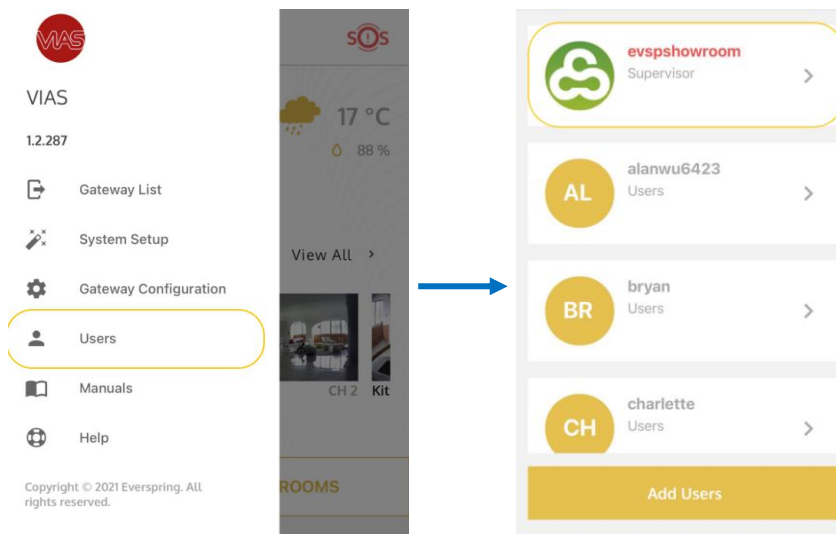 VIAS
VIAS
1.2.287
Gateway List
System Setup
Gateway Configuration
Users
Manuals
Help
Copyright © 2021 Everspring. All
rights reserved.
SOS
17 °C
88 %
View All >
CH 2 Kit
ROOMS
evspshowroom
Supervisor
AL
alanwu6423
Users
BR
bryan
Users
CH
charlette
Users
Add Users